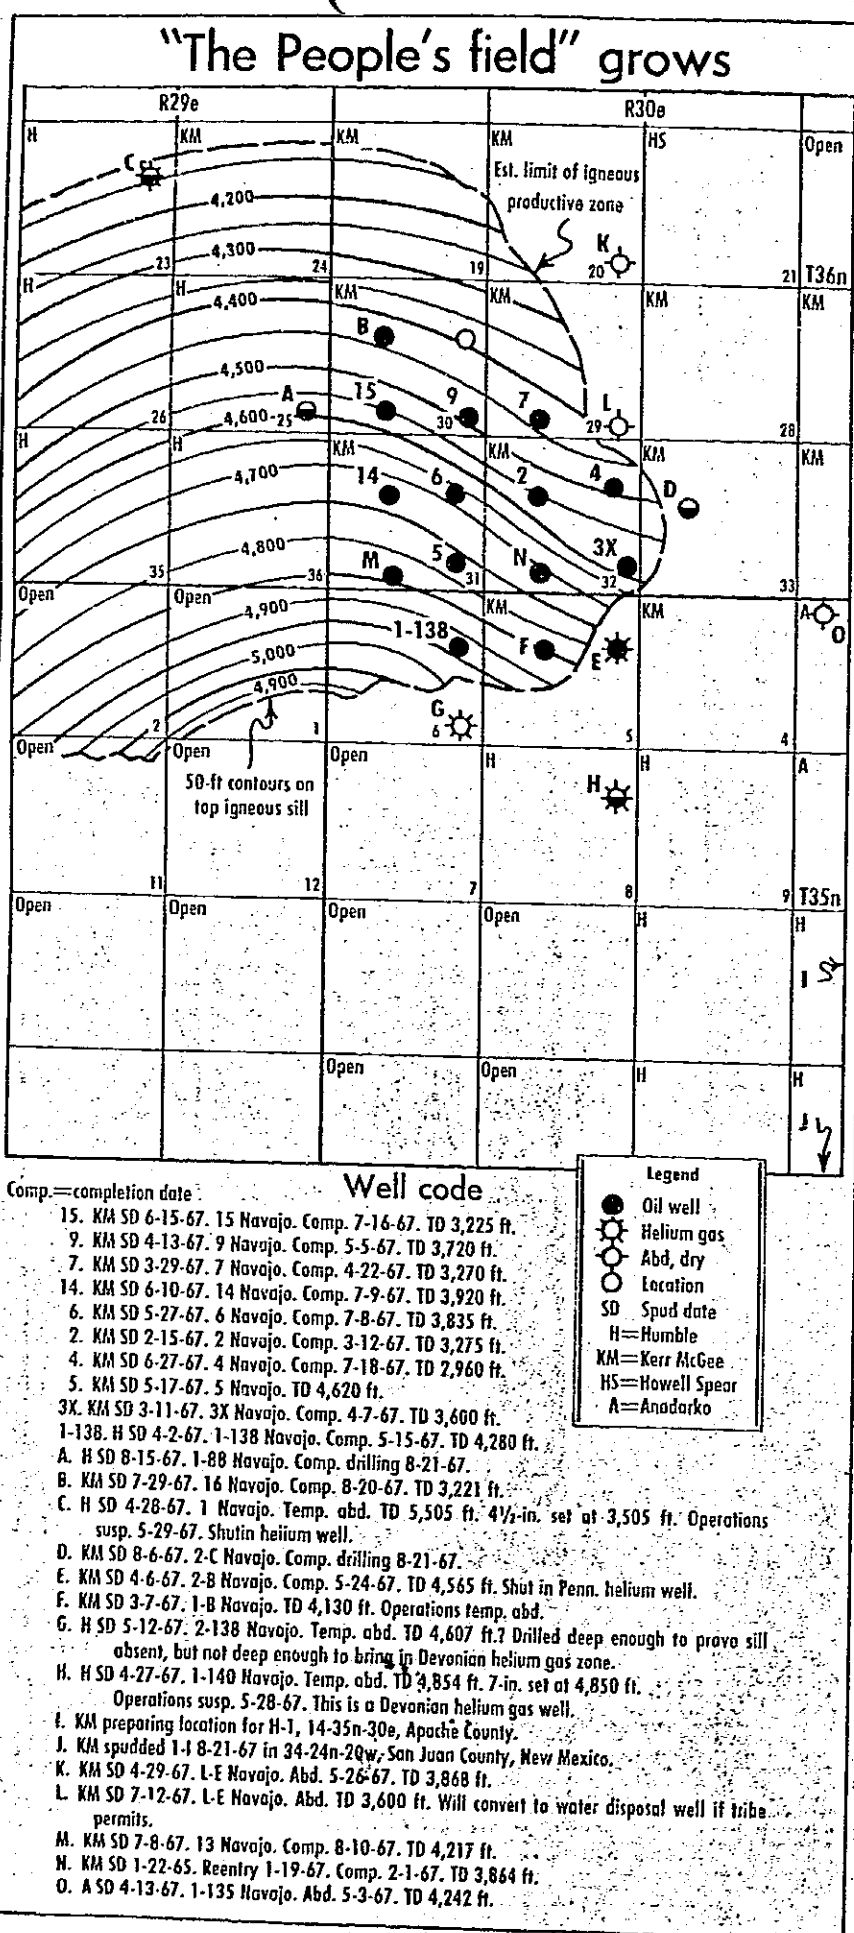 "The People's field" grows
R29e
R30e
H
KM
KM
KM
HS
Open
C
Est. limit of igneous
productive zone
4,200
K
4,300
23
24
19
20
21
T36n
H
H
KM
KM
KM
KM
4,400
B
4,500
A
15
9
7
L
26
4,600
25
30
29
28
H
H
KM
KM
KM
KM
4,700
14
6
2
4
D
4,800
M
5
N
3X
35
36
31
32
33
Open
Open
KM
KM
A
O
4,900
1-138
F
E
5,000
4,900
G
2
1
6
5
4
Open
Open
Open
H
H
A
50-ft contours on
top igneous sill
H
11
12
7
8
9
T35n
Open
Open
Open
Open
H
H
I
Open
Open
H
H
J
Comp.=completion date
Well code
15. KM SD 6-15-67. 15 Navajo. Comp. 7-16-67. TD 3,225 ft.
9. KM SD 4-13-67. 9 Navajo. Comp. 5-5-67. TD 3,720 ft.
7. KM SD 3-29-67. 7 Navajo. Comp. 4-22-67. TD 3,270 ft.
14. KM SD 6-10-67. 14 Navajo. Comp. 7-9-67. TD 3,920 ft.
6. KM SD 5-27-67. 6 Navajo. Comp. 7-8-67. TD 3,835 ft.
2. KM SD 2-15-67. 2 Navajo. Comp. 3-12-67. TD 3,275 ft.
4. KM SD 6-27-67. 4 Navajo. Comp. 7-18-67. TD 2,960 ft.
5. KM SD 5-17-67. 5 Navajo. TD 4,620 ft.
3X. KM SD 3-11-67. 3X Navajo. Comp. 4-7-67. TD 3,600 ft.
1-138. H SD 4-2-67. 1-138 Navajo. Comp. 5-15-67. TD 4,280 ft.
A. H SD 8-15-67. 1-88 Navajo. Comp. drilling 8-21-67.
B. KM SD 7-29-67. 16 Navajo. Comp. 8-20-67. TD 3,221 ft.
C. H SD 4-28-67. 1 Navajo. Temp. abd. TD 5,505 ft. 4½-in. set at 3,505 ft. Operations
susp. 5-29-67. Shutin helium well.
D. KM SD 8-6-67. 2-C Navajo. Comp. drilling 8-21-67.
E. KM SD 4-6-67. 2-B Navajo. Comp. 5-24-67. TD 4,565 ft. Shut in Penn. helium well.
F. KM SD 3-7-67. 1-B Navajo. TD 4,130 ft. Operations temp. abd.
G. H SD 5-12-67. 2-138 Navajo. Temp. abd. TD 4,607 ft.? Drilled deep enough to prove sill
absent, but not deep enough to bring in Devonian helium gas zone.
H. H SD 4-27-67. 1-140 Navajo. Temp. abd. TD 4,854 ft. 7-in. set at 4,850 ft.
Operations susp. 5-28-67. This is a Devonian helium gas well.
I. KM preparing location for H-1, 14-35n-30e, Apache County.
J. KM spudded 1-I 8-21-67 in 34-24n-20w, San Juan County, New Mexico.
K. KM SD 4-29-67. L-E Navajo. Abd. 5-26-67. TD 3,868 ft.
L. KM SD 7-12-67. L-E Navajo. Abd. TD 3,600 ft. Will convert to water disposal well if tribe
permits.
M. KM SD 7-8-67. 13 Navajo. Comp. 8-10-67. TD 4,217 ft.
N. KM SD 1-22-65. Reentry 1-19-67. Comp. 2-1-67. TD 3,864 ft.
O. A SD 4-13-67. 1-135 Navajo. Abd. 5-3-67. TD 4,242 ft.
Legend
Oil well
Helium gas
Abd, dry
Location
SD Spud date
H=Humble
KM=Kerr McGee
HS=Howell Spear
A=Anadarko